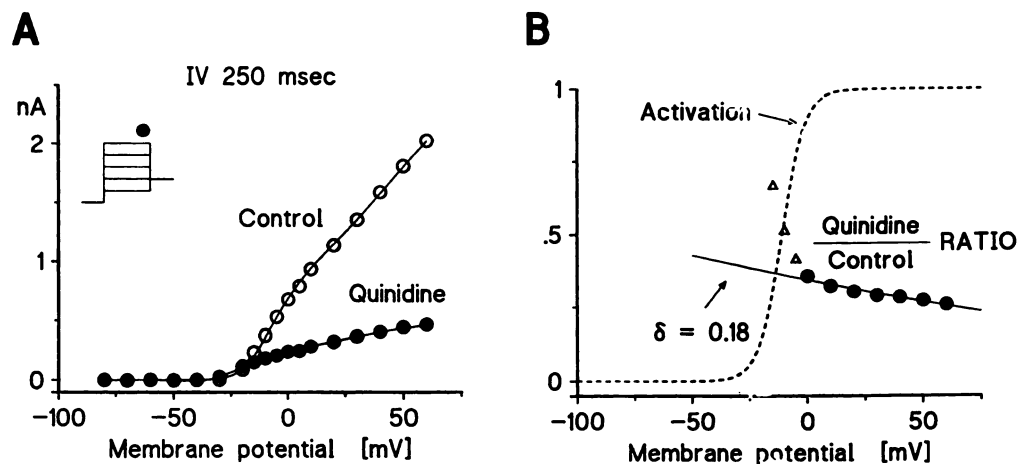 A
IV 250 msec
nA
2
1
0
Control
Quinidine
−100 −50 0 50
Membrane potential [mV]
B
1
.5
0
Activation
Quinidine
Control
RATIO
δ = 0.18
−100 −50 0 50
Membrane potential [mV]